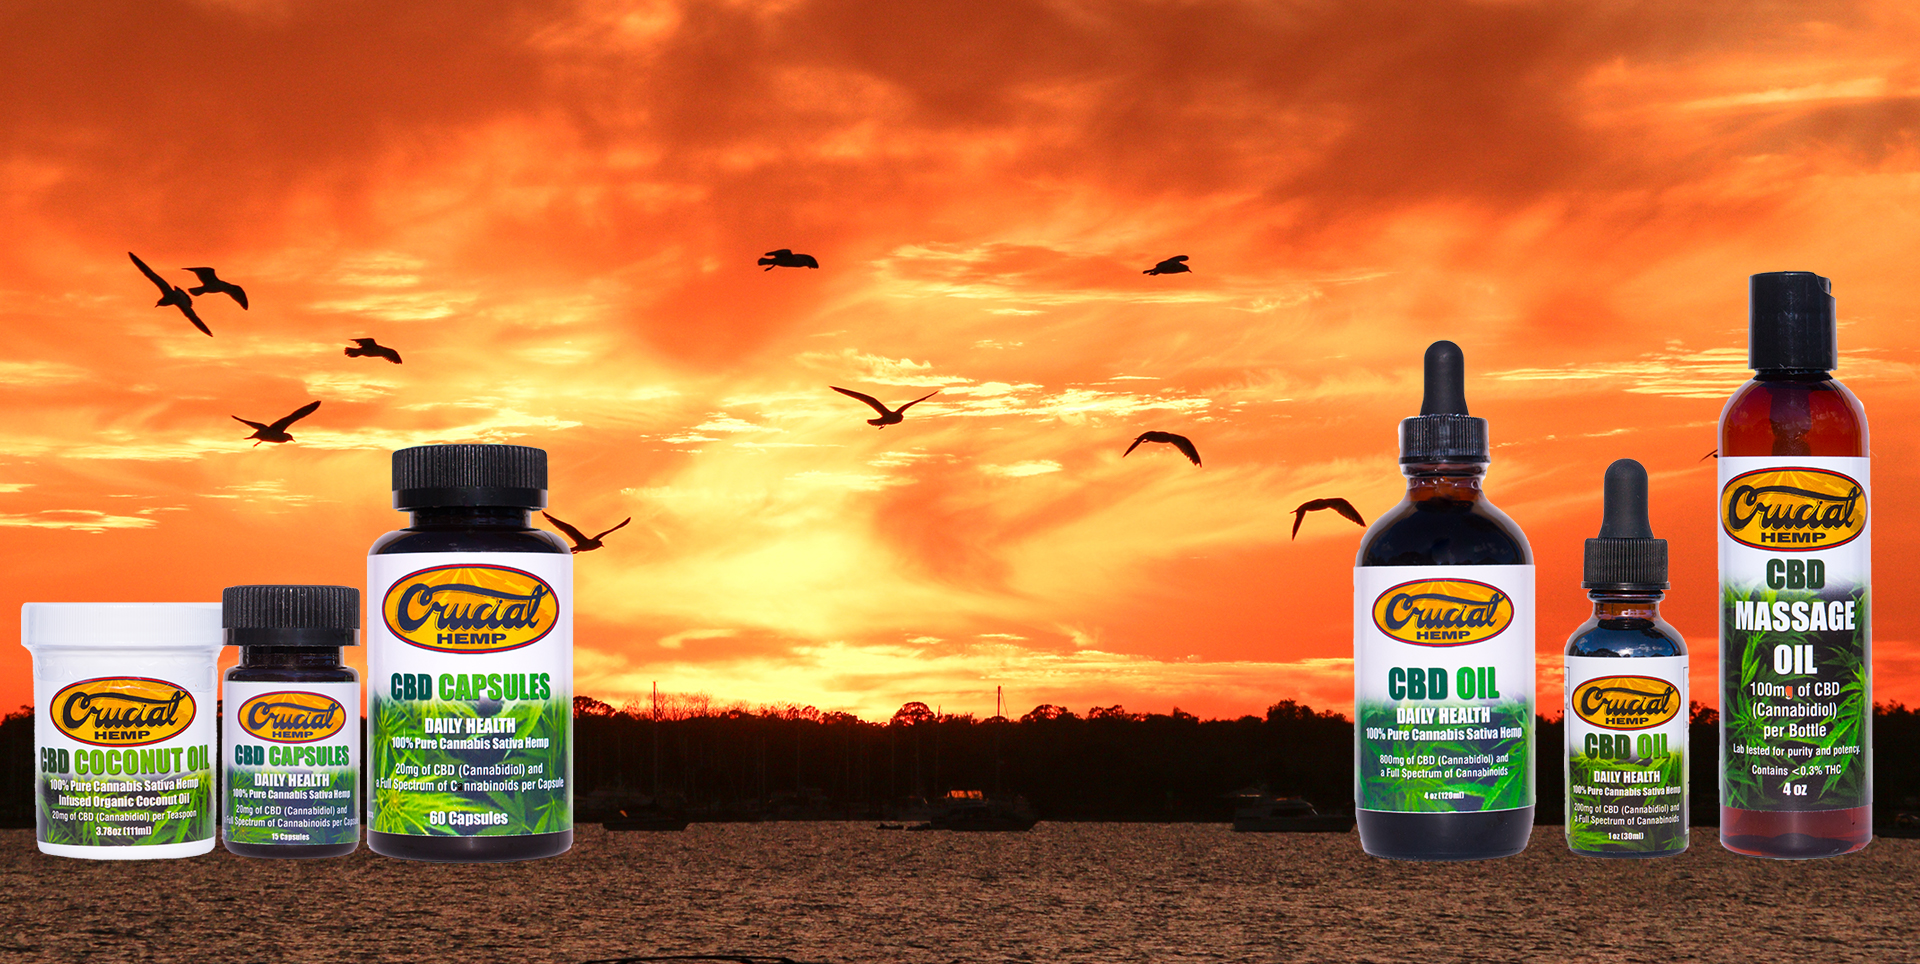 Crucial
HEMP
CBD COCONUT OIL
100% Pure Cannabis Sativa Hemp
Infused Organic Coconut Oil
20mg of CBD (Cannabidiol) per Teaspoon
3.78oz (111ml)
Crucial
HEMP
CBD CAPSULES
DAILY HEALTH
100% Pure Cannabis Sativa Hemp
20mg of CBD (Cannabidiol) and
a Full Spectrum of Cannabinoids per Capsule
15 Capsules
Crucial
HEMP
CBD CAPSULES
DAILY HEALTH
100% Pure Cannabis Sativa Hemp
20mg of CBD (Cannabidiol) and
a Full Spectrum of Cannabinoids per Capsule
60 Capsules
Crucial
HEMP
CBD OIL
DAILY HEALTH
100% Pure Cannabis Sativa Hemp
800mg of CBD (Cannabidiol) and
a Full Spectrum of Cannabinoids
4 oz (120ml)
Crucial
HEMP
CBD OIL
DAILY HEALTH
100% Pure Cannabis Sativa Hemp
200mg of CBD (Cannabidiol) and
a Full Spectrum of Cannabinoids
1 oz (30ml)
Crucial
HEMP
CBD
MASSAGE
OIL
100mg of CBD
(Cannabidiol)
per Bottle
Lab tested for purity and potency.
Contains <0.3% THC
4 oz